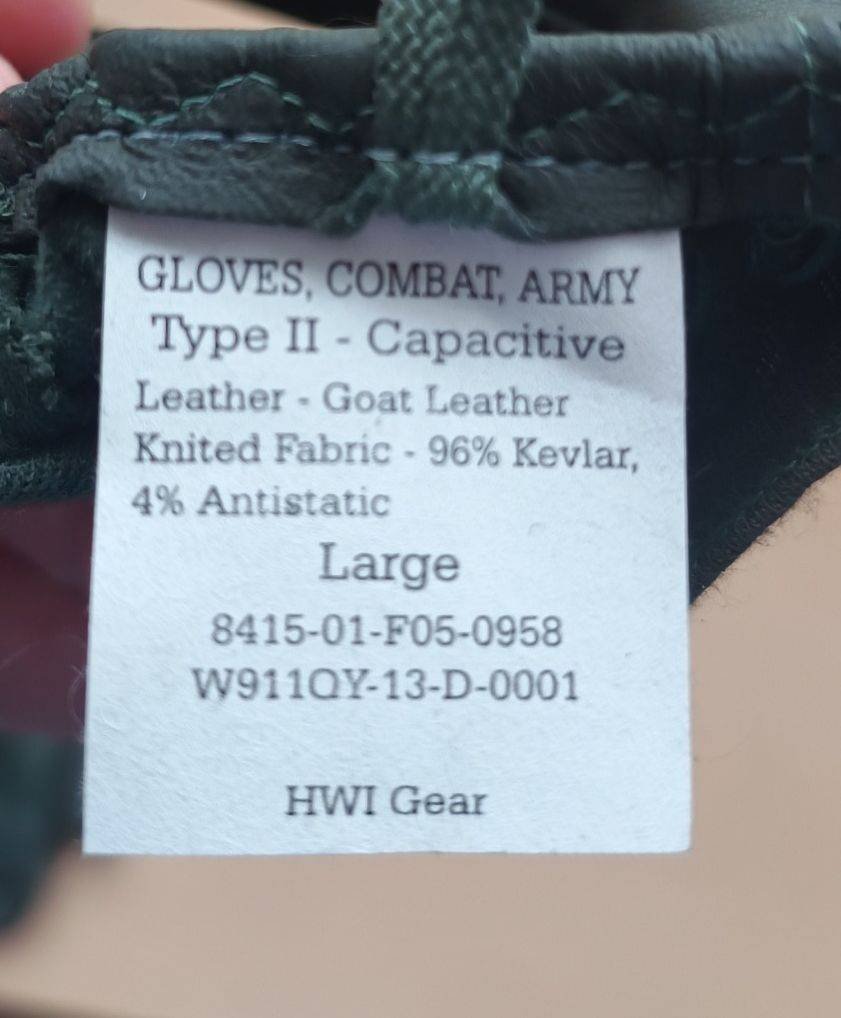 GLOVES, COMBAT, ARMY
Type II - Capacitive
Leather - Goat Leather
Knited Fabric - 96% Kevlar,
4% Antistatic
Large
8415-01-F05-0958
W911QY-13-D-0001
HWI Gear